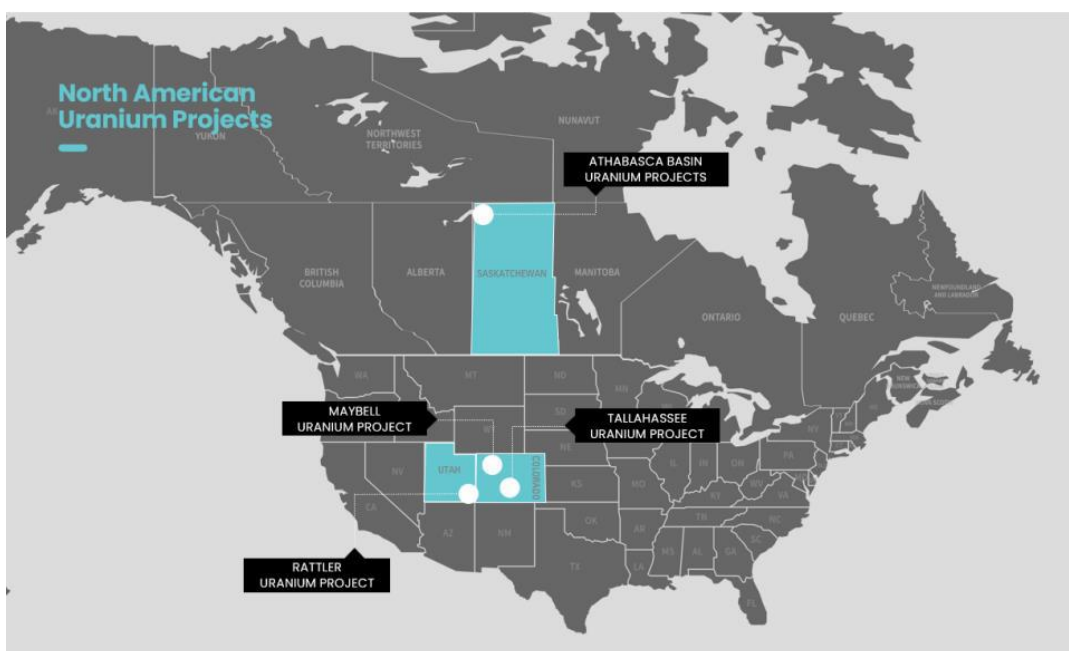 North American
Uranium Projects
YUKON
NORTHWEST
TERRITORIES
NUNAVUT
ATHABASCA BASIN
URANIUM PROJECTS
BRITISH
COLUMBIA
ALBERTA
SASKATCHEWAN
MANITOBA
ONTARIO
QUEBEC
NEWFOUNDLAND
AND LABRADOR
WA
MT
ND
MN
SD
NE
NY
PA
MAYBELL
URANIUM PROJECT
TALLAHASSEE
URANIUM PROJECT
NV
UTAH
COLORADO
KS
MO
IL
IN
OH
WV
VA
KY
CA
AZ
NM
OK
AR
TN
NC
SC
MS
AL
GA
TX
LA
FL
RATTLER
URANIUM PROJECT